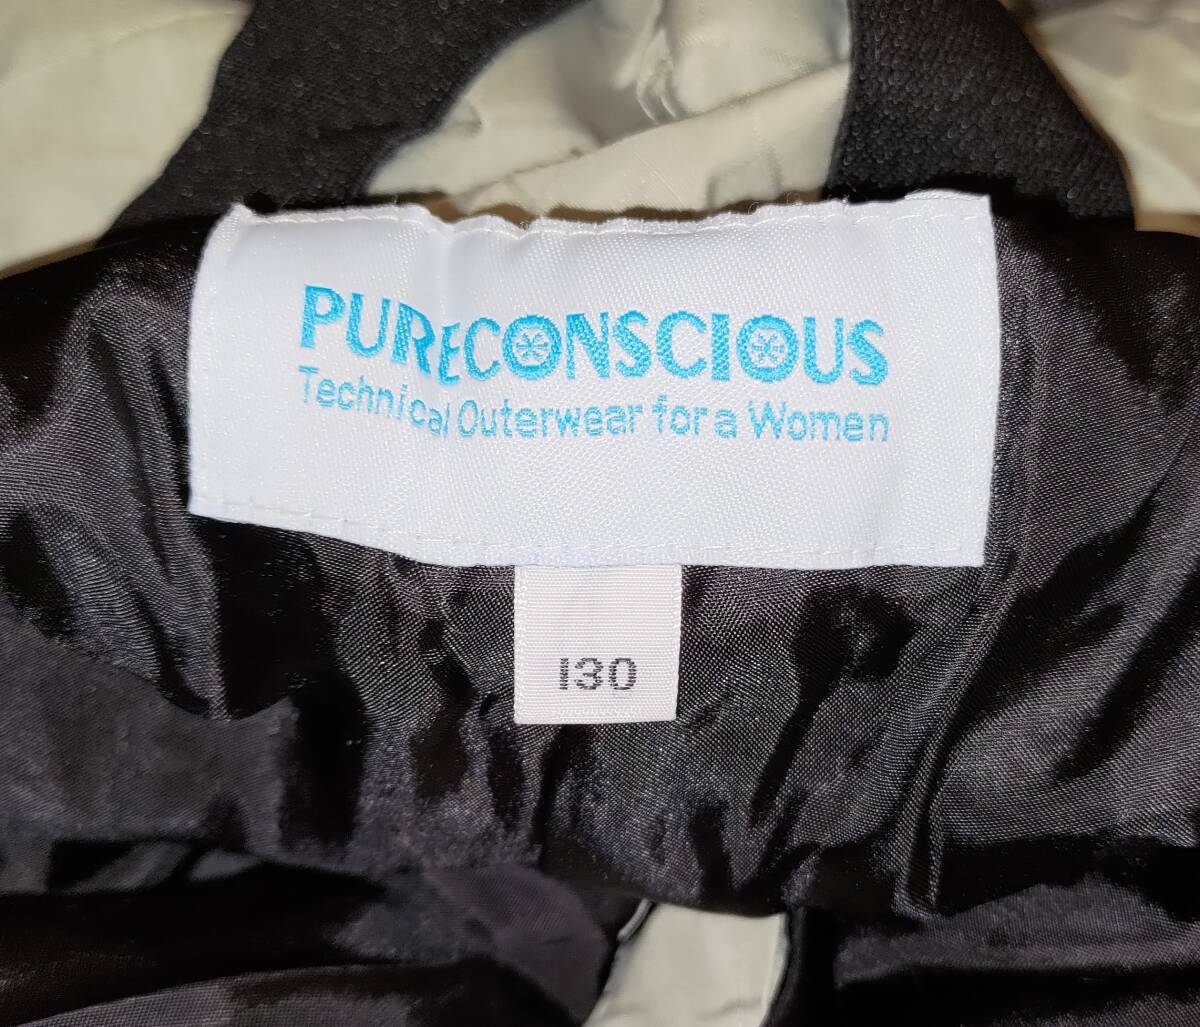 PURECONSCIOUS
Technical Outerwear for a Women
130